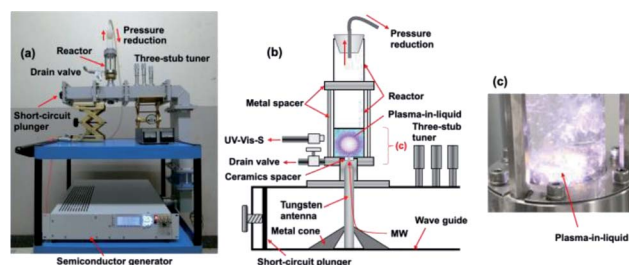 (a)
Pressure
reduction
Reactor
Three-stub tuner
Drain valve
Short-circuit
plunger
Semiconductor generator
(b)
Pressure
reduction
Metal spacer
Reactor
Plasma-in-liquid
Three-stub
tuner
UV-Vis-S
(c)
Drain valve
Ceramics spacer
Tungsten
antenna
Wave guide
Metal cone
MW
Short-circuit plunger
(c)
Plasma-in-liquid